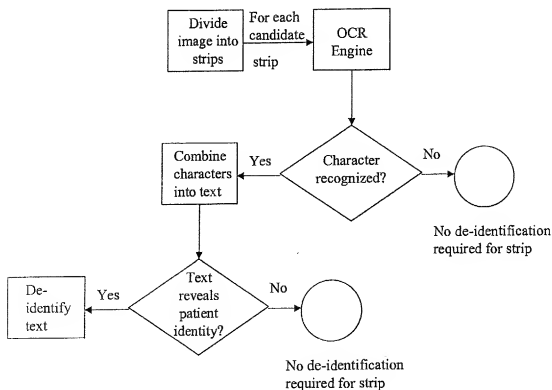 Divide
image into
strips
For each
candidate
strip
OCR
Engine
Combine
characters
into text
Yes
Character
recognized?
No
No de-identification
required for strip
De-
identify
text
Yes
Text
reveals
patient
identity?
No
No de-identification
required for strip